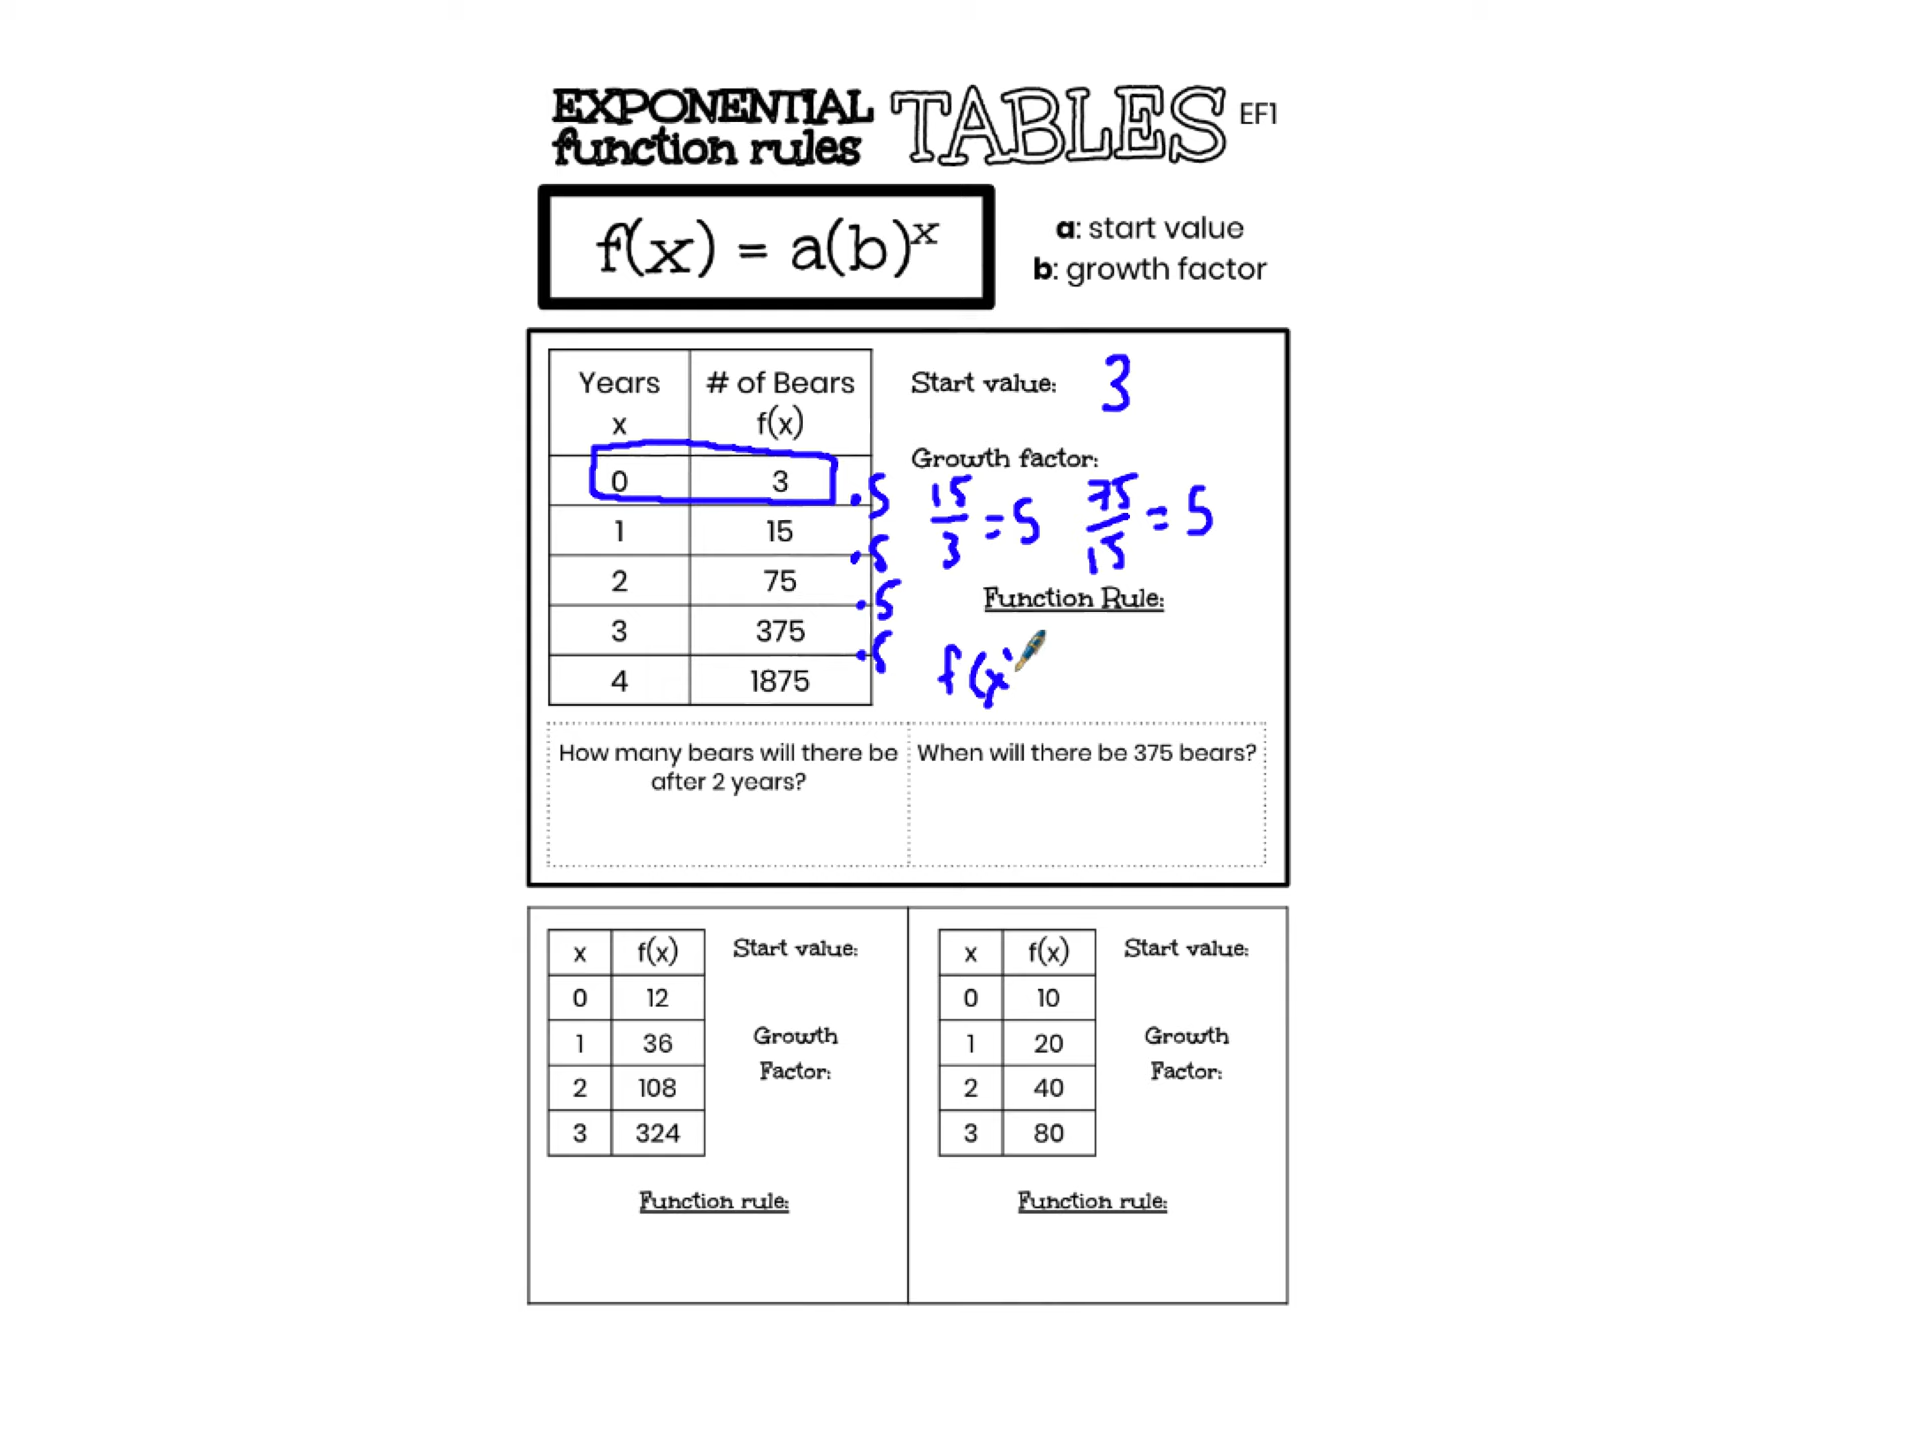 EXPONENTIAL
function rules
TABLES
EF1
f(x) = a(b)^x
a: start value
b: growth factor
Years # of Bears
x f(x)
0 3
1 15
2 75
3 375
4 1875
·5
·5
·5
·5
Start value: 3
Growth factor:
15/3 = 5 75/15 = 5
Function Rule:
f(x
How many bears will there be
after 2 years?
When will there be 375 bears?
x f(x)
0 12
1 36
2 108
3 324
Start value:
Growth
Factor:
Function rule:
x f(x)
0 10
1 20
2 40
3 80
Start value:
Growth
Factor:
Function rule: